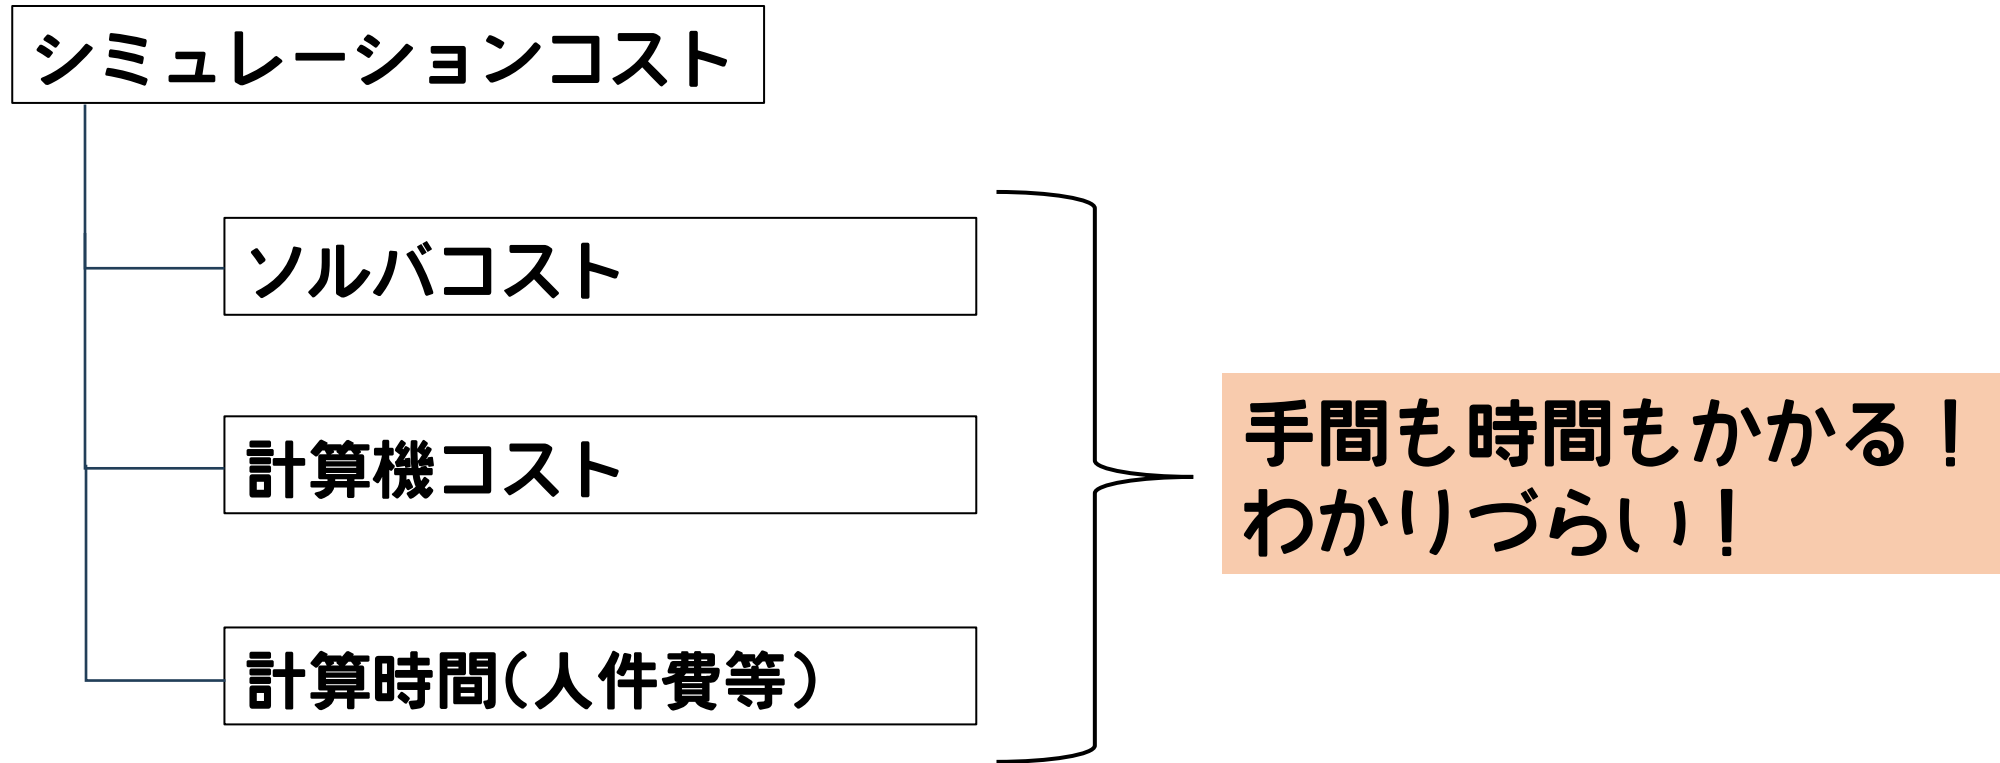 シミュレーションコスト
ソルバコスト
計算機コスト
計算時間(人件費等)
手間も時間もかかる！
わかりづらい！